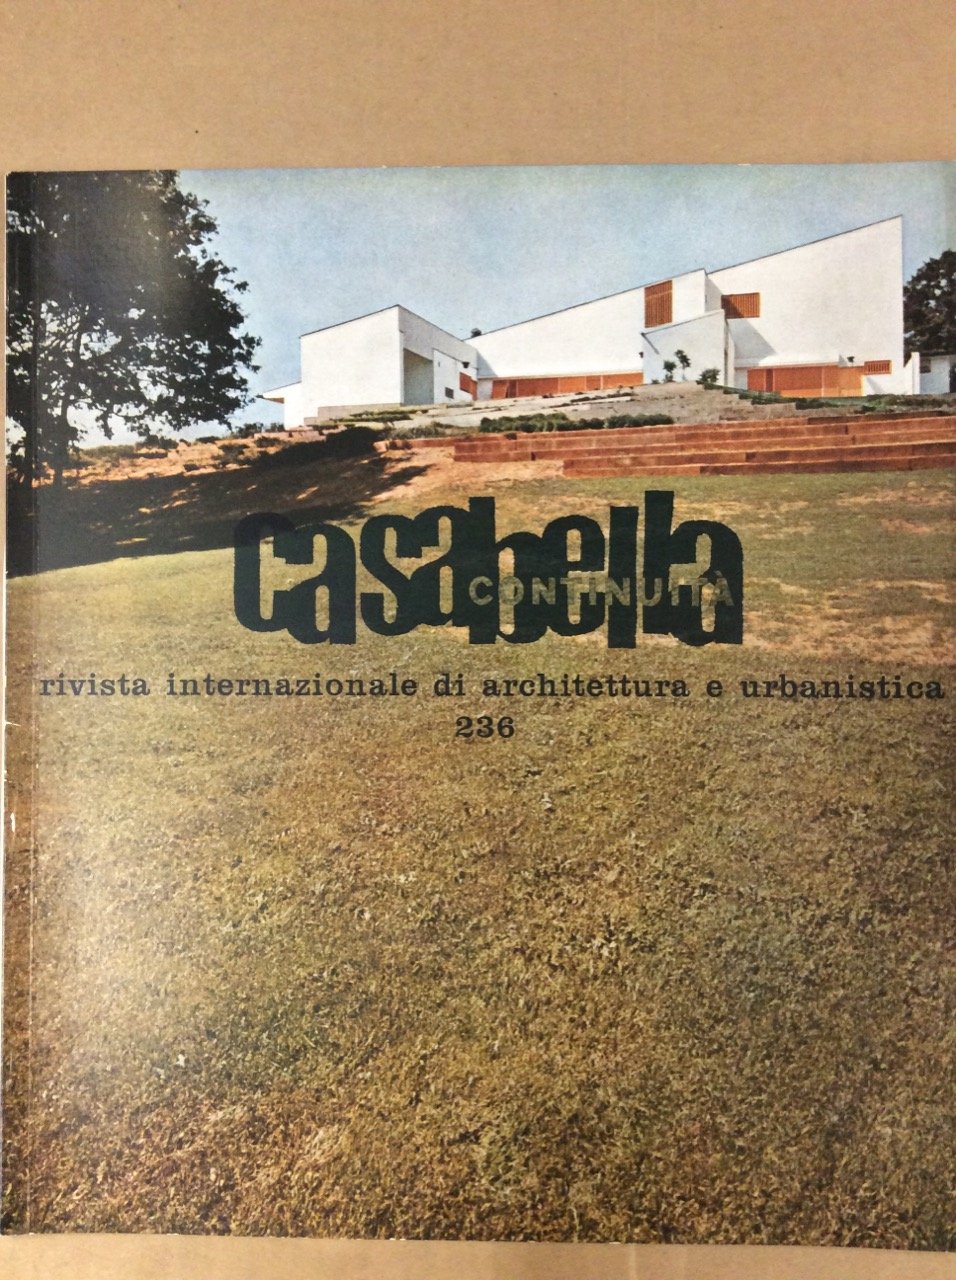 casabella
CONTINUITÀ
rivista internazionale di architettura e urbanistica
236